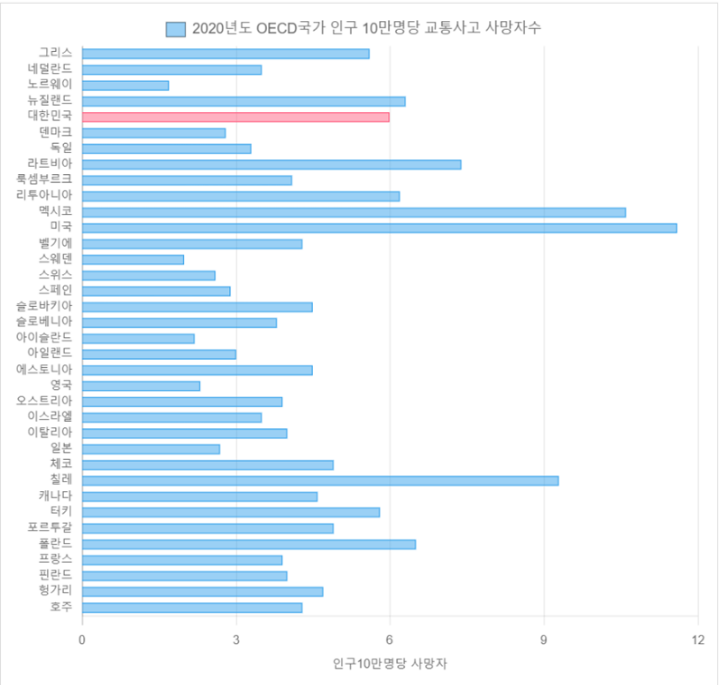 2020년도 OECD국가 인구 10만명당 교통사고 사망자수
그리스
네덜란드
노르웨이
뉴질랜드
대한민국
덴마크
독일
라트비아
룩셈부르크
리투아니아
멕시코
미국
벨기에
스웨덴
스위스
스페인
슬로바키아
슬로베니아
아이슬란드
아일랜드
에스토니아
영국
오스트리아
이스라엘
이탈리아
일본
체코
칠레
캐나다
터키
포르투갈
폴란드
프랑스
핀란드
헝가리
호주
0 3 6 9 12
인구10만명당 사망자